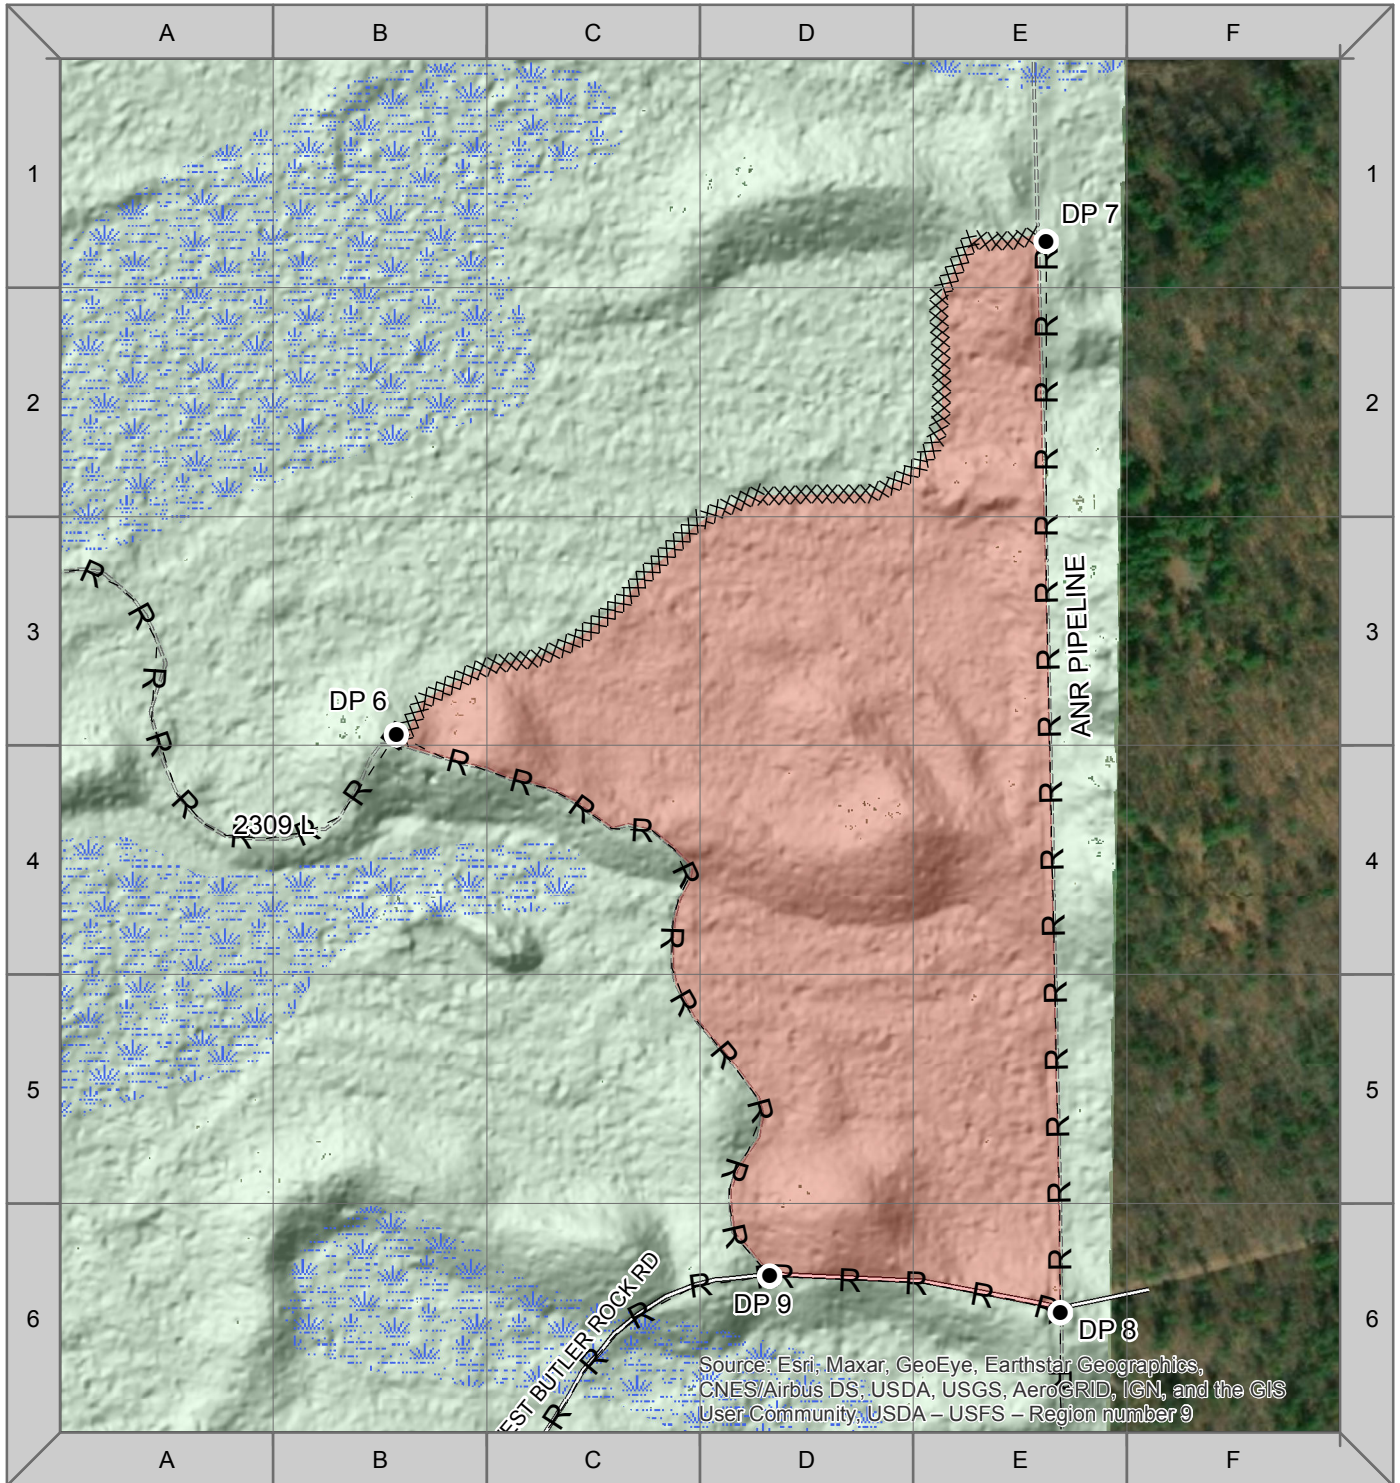 A B C D E F
1 1
DP 7
R
R
R
2 2
R
R
R
R
R
3 3
R
R
ANR PIPELINE
DP 6
R
R
R
R
R
R
R
R
R
R
2309 L
R
R
R
4 4
R
R
R
R
R
R
R
R
R
5 5
R
R
R
R
R
R
R
R
WEST BUTLER ROCK RD
R
DP 9
R
R
R
R
R
DP 8
6 6
R
R
R
Source: Esri, Maxar, GeoEye, Earthstar Geographics,
CNES/Airbus DS, USDA, USGS, AeroGRID, IGN, and the GIS
User Community, USDA – USFS – Region number 9
A B C D E F